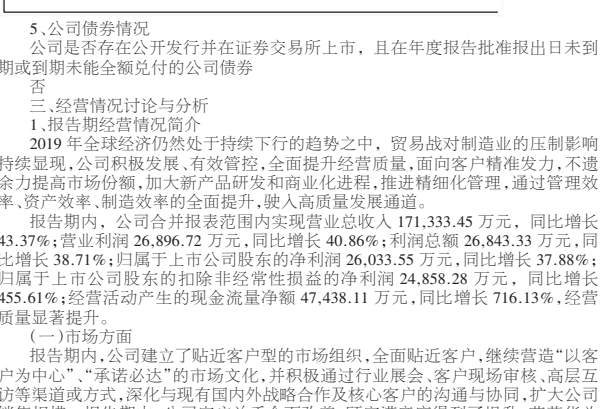 5、公司债券情况
公司是否存在公开发行并在证券交易所上市，且在年度报告批准报出日未到
期或到期未能全额兑付的公司债券
否
三、经营情况讨论与分析
1、报告期经营情况简介
2019 年全球经济仍然处于持续下行的趋势之中，贸易战对制造业的压制影响
持续显现，公司积极发展、有效管控，全面提升经营质量，面向客户精准发力，不遗
余力提高市场份额，加大新产品研发和商业化进程，推进精细化管理，通过管理效
率、资产效率、制造效率的全面提升，驶入高质量发展通道。
报告期内，公司合并报表范围内实现营业总收入 171,333.45 万元，同比增长
43.37%；营业利润 26,896.72 万元，同比增长 40.86%；利润总额 26,843.33 万元，同
比增长 38.71%；归属于上市公司股东的净利润 26,033.55 万元，同比增长 37.88%；
归属于上市公司股东的扣除非经常性损益的净利润 24,858.28 万元，同比增长
455.61%；经营活动产生的现金流量净额 47,438.11 万元，同比增长 716.13%，经营
质量显著提升。
(一)市场方面
报告期内，公司建立了贴近客户型的市场组织，全面贴近客户，继续营造“以客
户为中心”、“承诺必达”的市场文化，并积极通过行业展会、客户现场审核、高层互
访等渠道或方式，深化与现有国内外战略合作及核心客户的沟通与协同，扩大公司